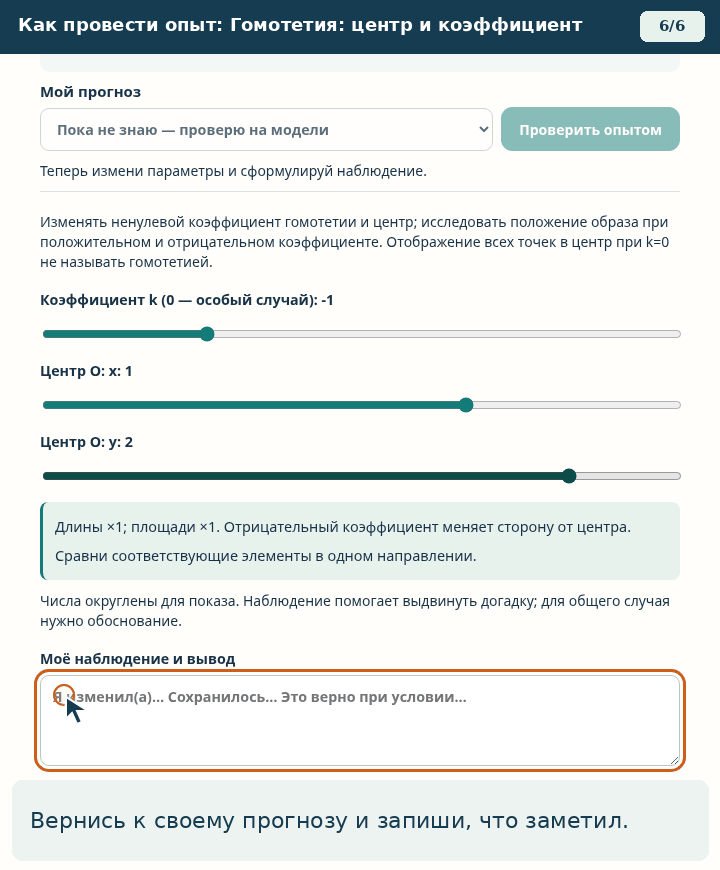 Как провести опыт: Гомотетия: центр и коэффициент
6/6
Мой прогноз
Пока не знаю — проверю на модели
Проверить опытом
Теперь измени параметры и сформулируй наблюдение.
Изменять ненулевой коэффициент гомотетии и центр; исследовать положение образа при
положительном и отрицательном коэффициенте. Отображение всех точек в центр при k=0
не называть гомотетией.
Коэффициент k (0 — особый случай): -1
Центр O: x: 1
Центр O: y: 2
Длины ×1; площади ×1. Отрицательный коэффициент меняет сторону от центра.
Сравни соответствующие элементы в одном направлении.
Числа округлены для показа. Наблюдение помогает выдвинуть догадку; для общего случая
нужно обоснование.
Моё наблюдение и вывод
Я изменил(а)... Сохранилось... Это верно при условии...
Вернись к своему прогнозу и запиши, что заметил.